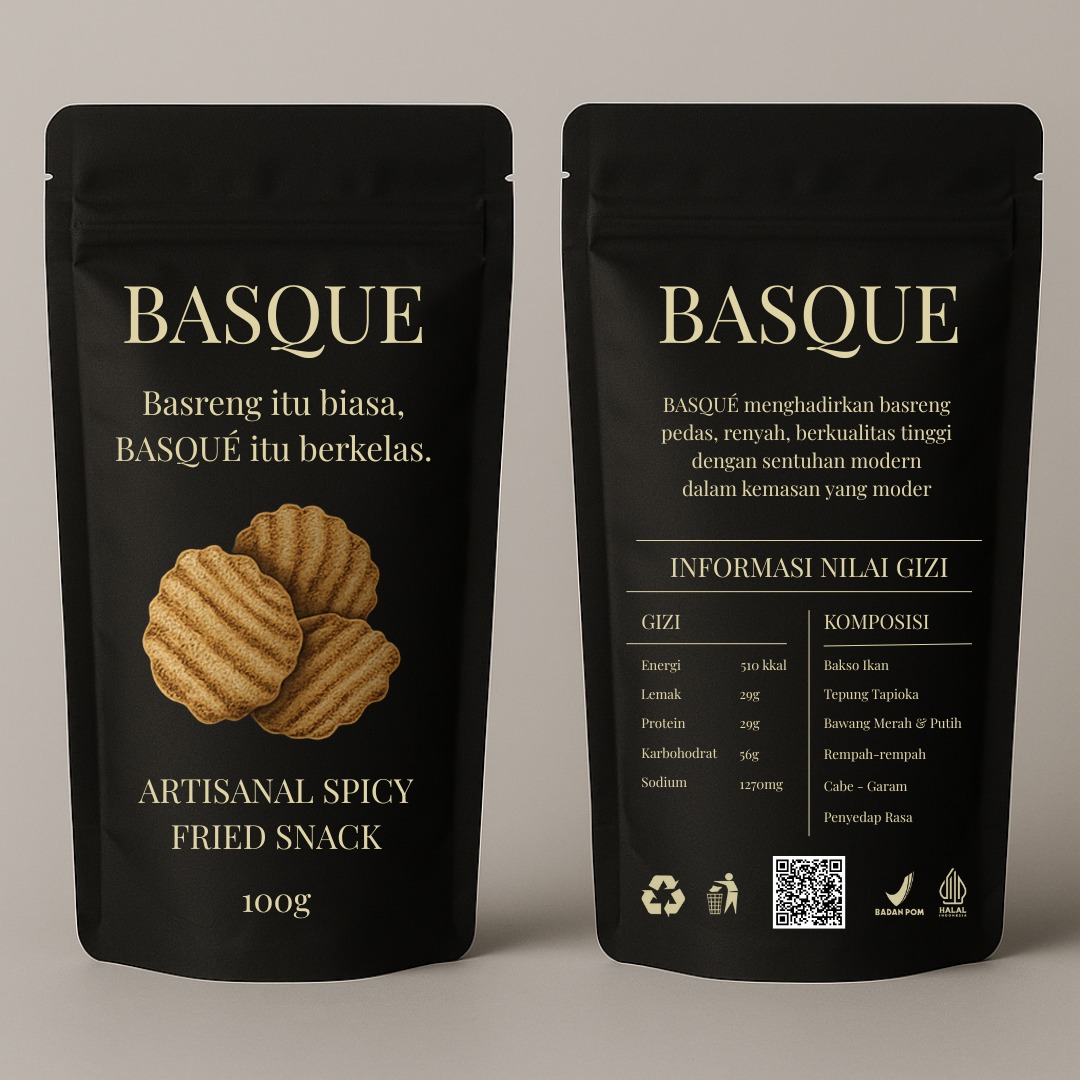 BASQUE
Basreng itu biasa,
BASQUÉ itu berkelas.
ARTISANAL SPICY
FRIED SNACK
100g
BASQUE
BASQUÉ menghadirkan basreng
pedas, renyah, berkualitas tinggi
dengan sentuhan modern
dalam kemasan yang moder
INFORMASI NILAI GIZI
GIZI
Energi 510 kkal
Lemak 29g
Protein 29g
Karbohodrat 56g
Sodium 1270mg
KOMPOSISI
Bakso Ikan
Tepung Tapioka
Bawang Merah & Putih
Rempah-rempah
Cabe - Garam
Penyedap Rasa
BADAN POM
HALAL
INDONESIA